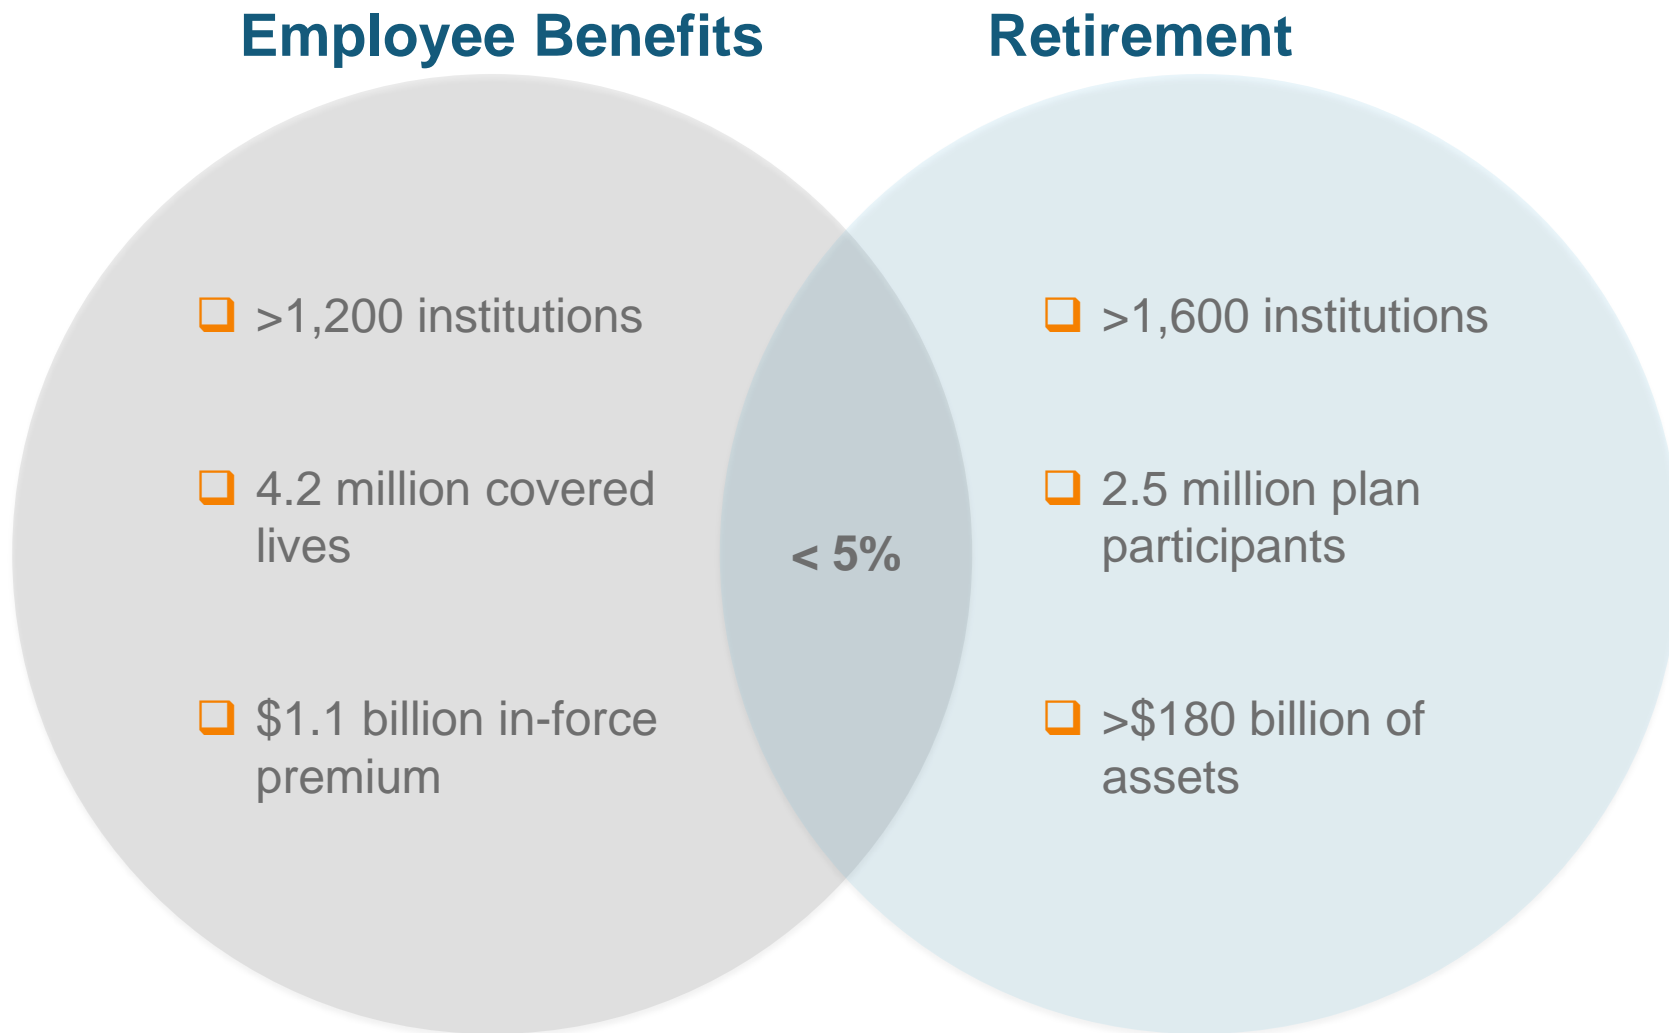 Employee Benefits
Retirement
>1,200 institutions
4.2 million covered
lives
$1.1 billion in-force
premium
< 5%
>1,600 institutions
2.5 million plan
participants
>$180 billion of
assets